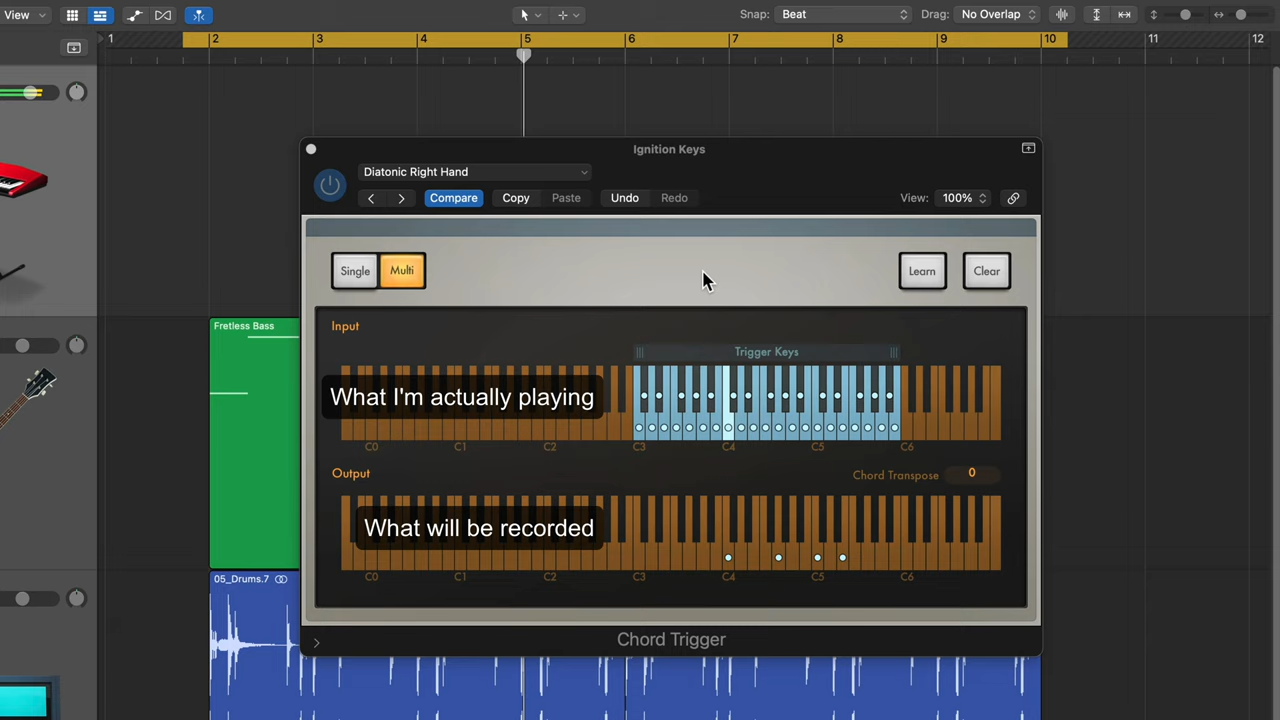 View
Snap: Beat
Drag: No Overlap
1 2 3 4 5 6 7 8 9 10 11 12
Ignition Keys
Diatonic Right Hand
Compare Copy Paste Undo Redo View: 100%
Single Multi Learn Clear
Fretless Bass
Input
Trigger Keys
What I'm actually playing
C0 C1 C2 C3 C4 C5 C6
Output
Chord Transpose 0
What will be recorded
C0 C1 C2 C3 C4 C5 C6
05_Drums.7
Chord Trigger